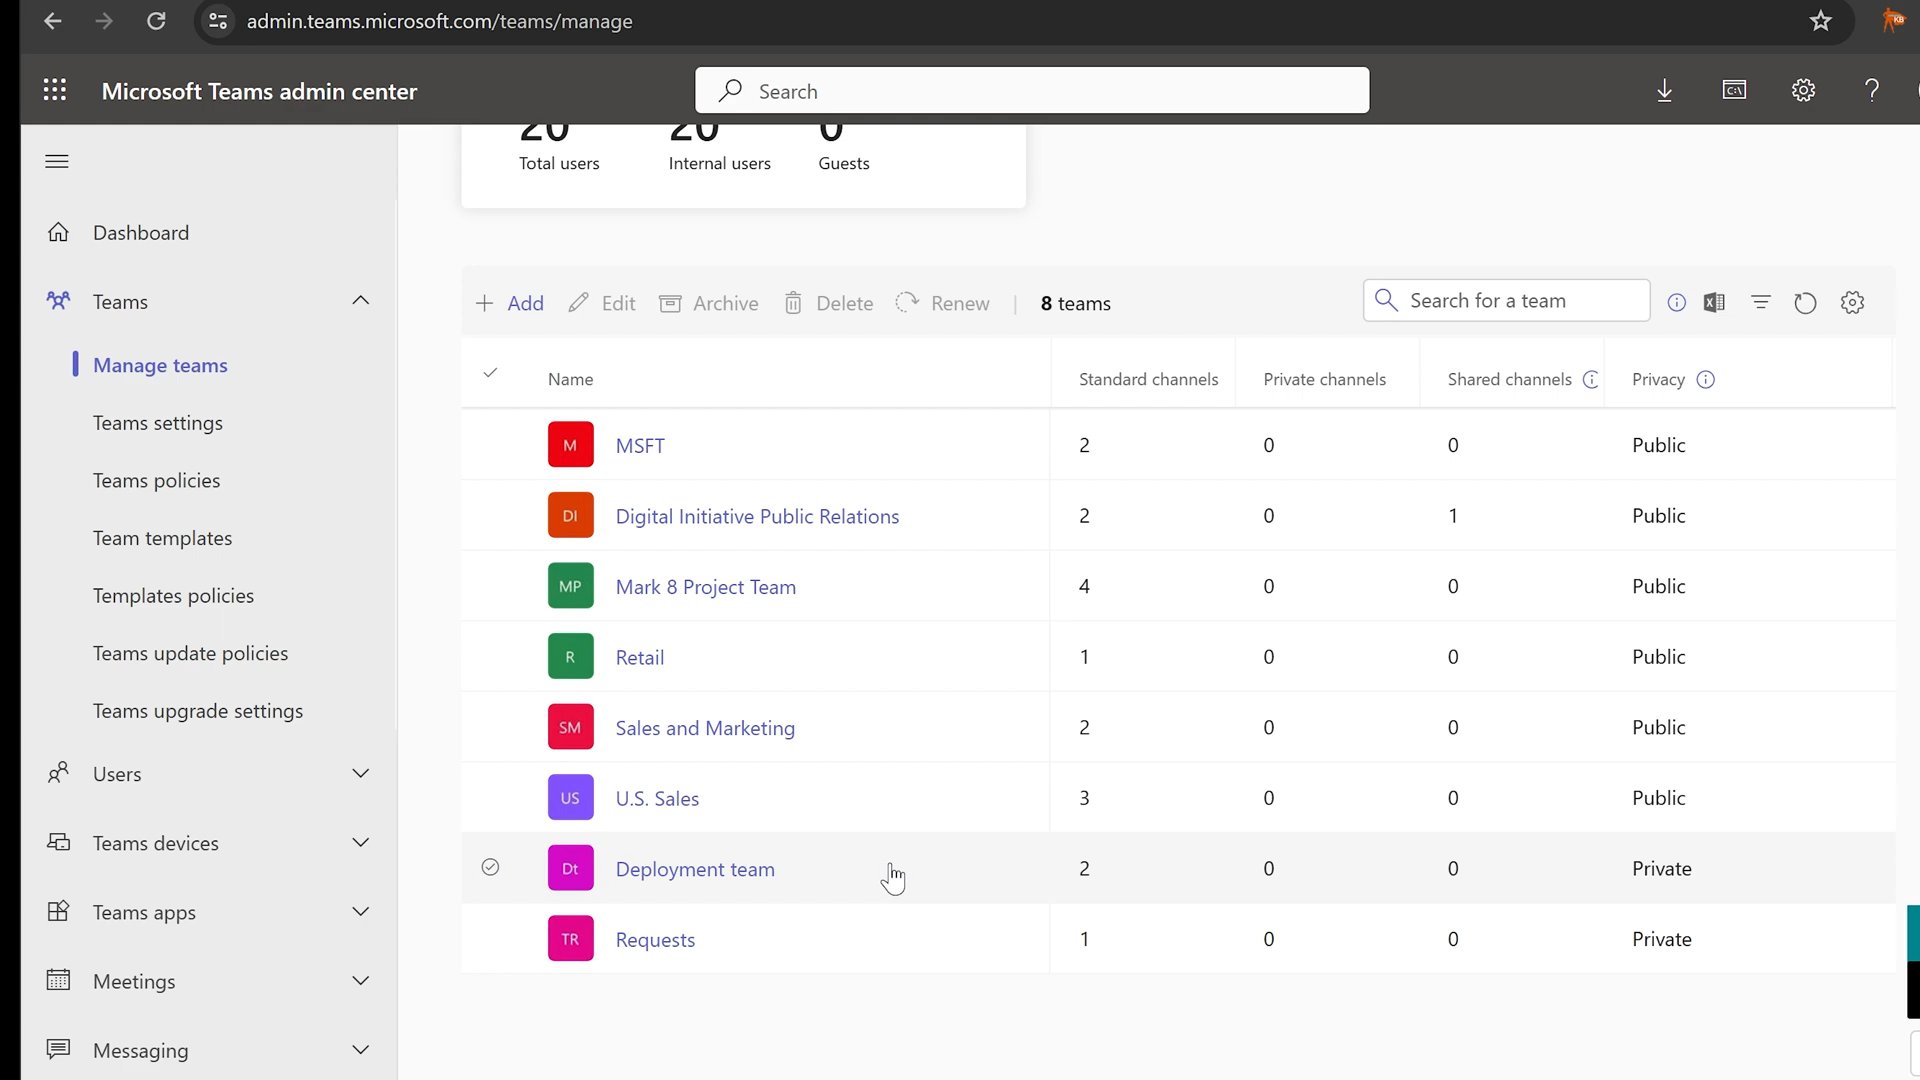 admin.teams.microsoft.com/teams/manage
KB
Microsoft Teams admin center
Search
C:\
?
20 20 0
Total users Internal users Guests
Dashboard
Teams
Manage teams
Teams settings
Teams policies
Team templates
Templates policies
Teams update policies
Teams upgrade settings
Users
Teams devices
Teams apps
Meetings
Messaging
+ Add Edit Archive Delete Renew | 8 teams Search for a team
Name Standard channels Private channels Shared channels Privacy
M MSFT 2 0 0 Public
DI Digital Initiative Public Relations 2 0 1 Public
MP Mark 8 Project Team 4 0 0 Public
R Retail 1 0 0 Public
SM Sales and Marketing 2 0 0 Public
US U.S. Sales 3 0 0 Public
Dt Deployment team 2 0 0 Private
TR Requests 1 0 0 Private